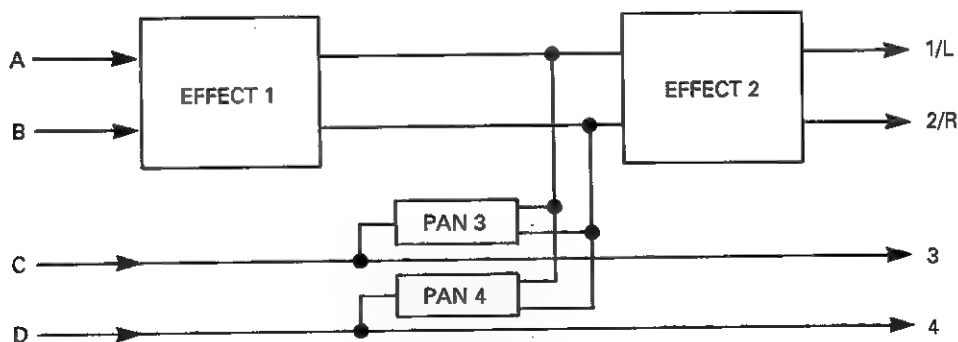 A
B
EFFECT 1
EFFECT 2
1/L
2/R
PAN 3
C
3
PAN 4
D
4